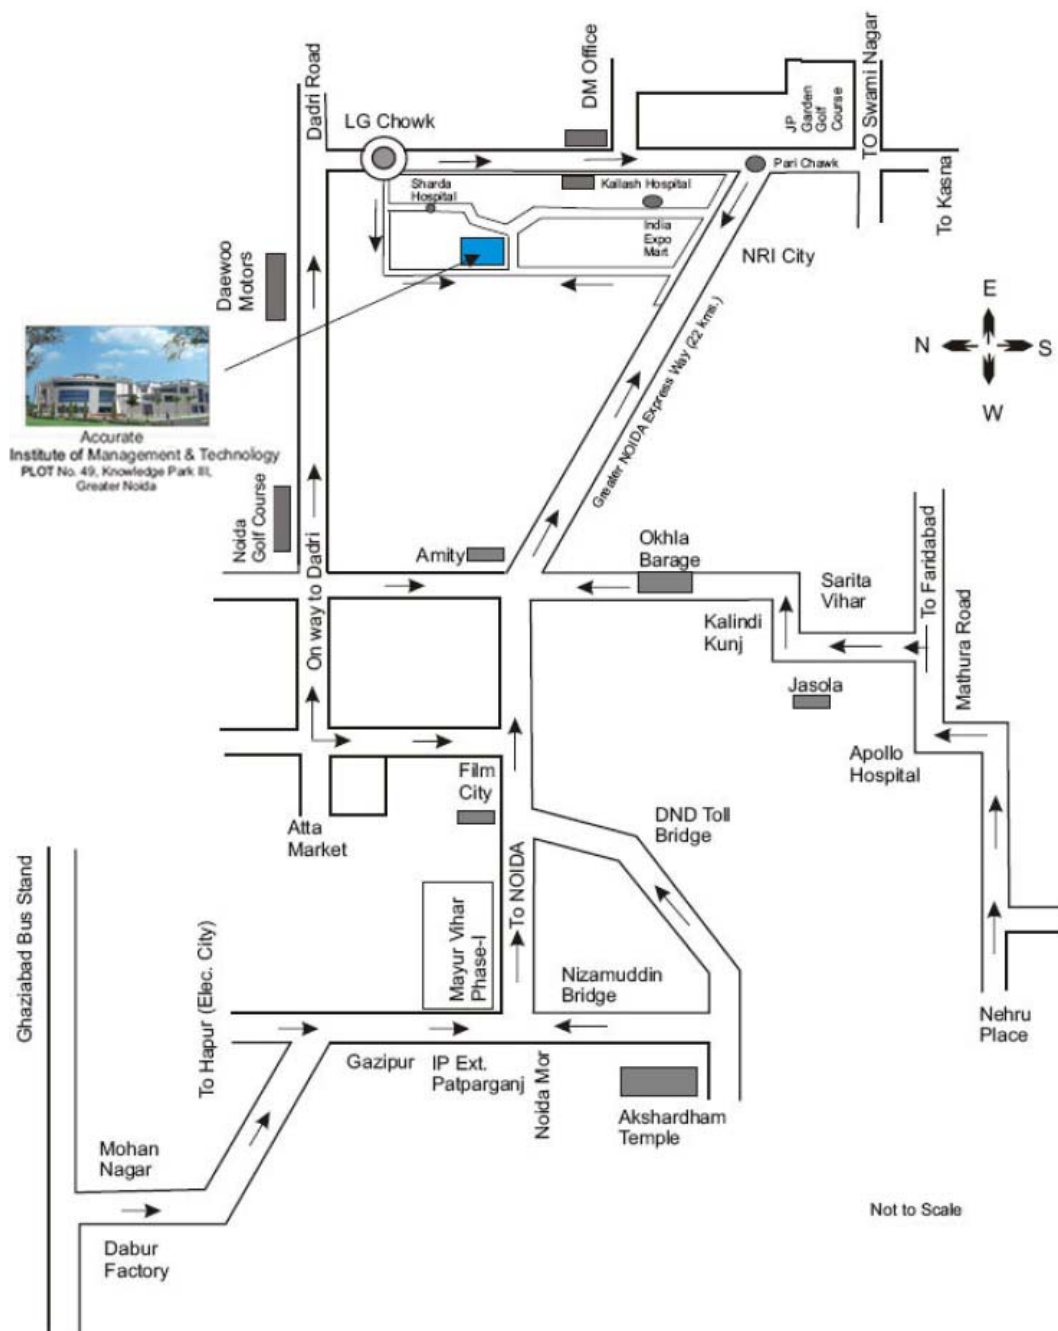 Dadri Road
LG Chowk
DM Office
JP
Garden
Golf
Course
TO Swami Nagar
Pari Chawk
To Kasna
Sharda
Hospital
Kailash Hospital
India
Expo
Mart
NRI City
Daewoo
Motors
E
N
S
W
Greater NOIDA Express Way (22 kms.)
Accurate
Institute of Management & Technology
PLOT No. 49, Knowledge Park III,
Greater Noida
Noida
Golf Course
On way to Dadri
Amity
Okhla
Barage
Kalindi
Kunj
Sarita
Vihar
To Faridabad
Mathura Road
Jasola
Apollo
Hospital
Film
City
Atta
Market
DND Toll
Bridge
To NOIDA
Mayur Vihar
Phase-I
Nizamuddin
Bridge
Nehru
Place
Ghaziabad Bus Stand
To Hapur (Elec. City)
Gazipur
IP Ext.
Patparganj
Noida Mor
Akshardham
Temple
Mohan
Nagar
Dabur
Factory
Not to Scale